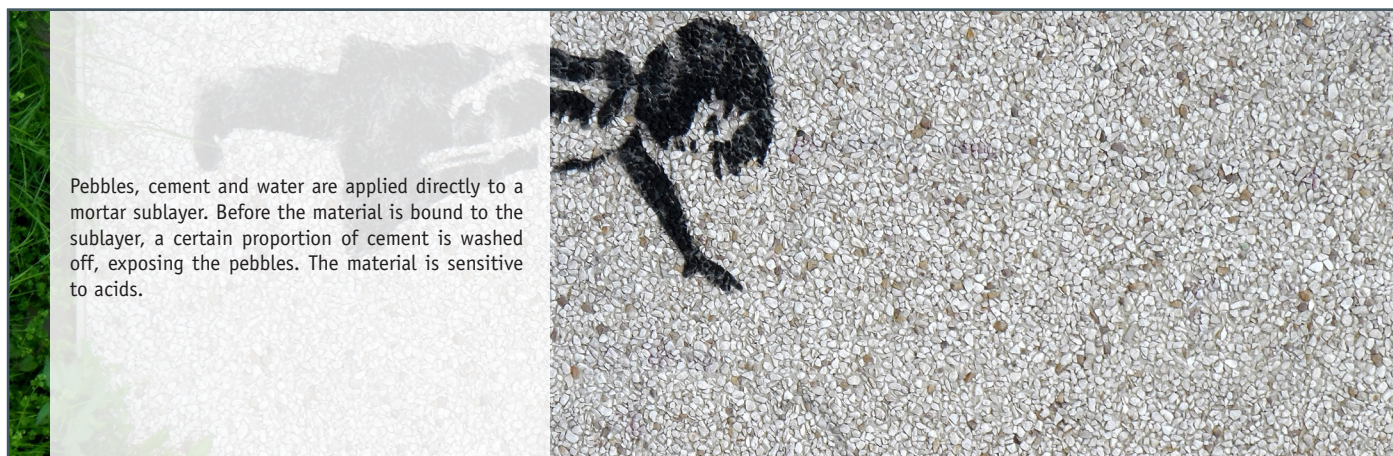 Pebbles, cement and water are applied directly to a
mortar sublayer. Before the material is bound to the
sublayer, a certain proportion of cement is washed
off, exposing the pebbles. The material is sensitive
to acids.